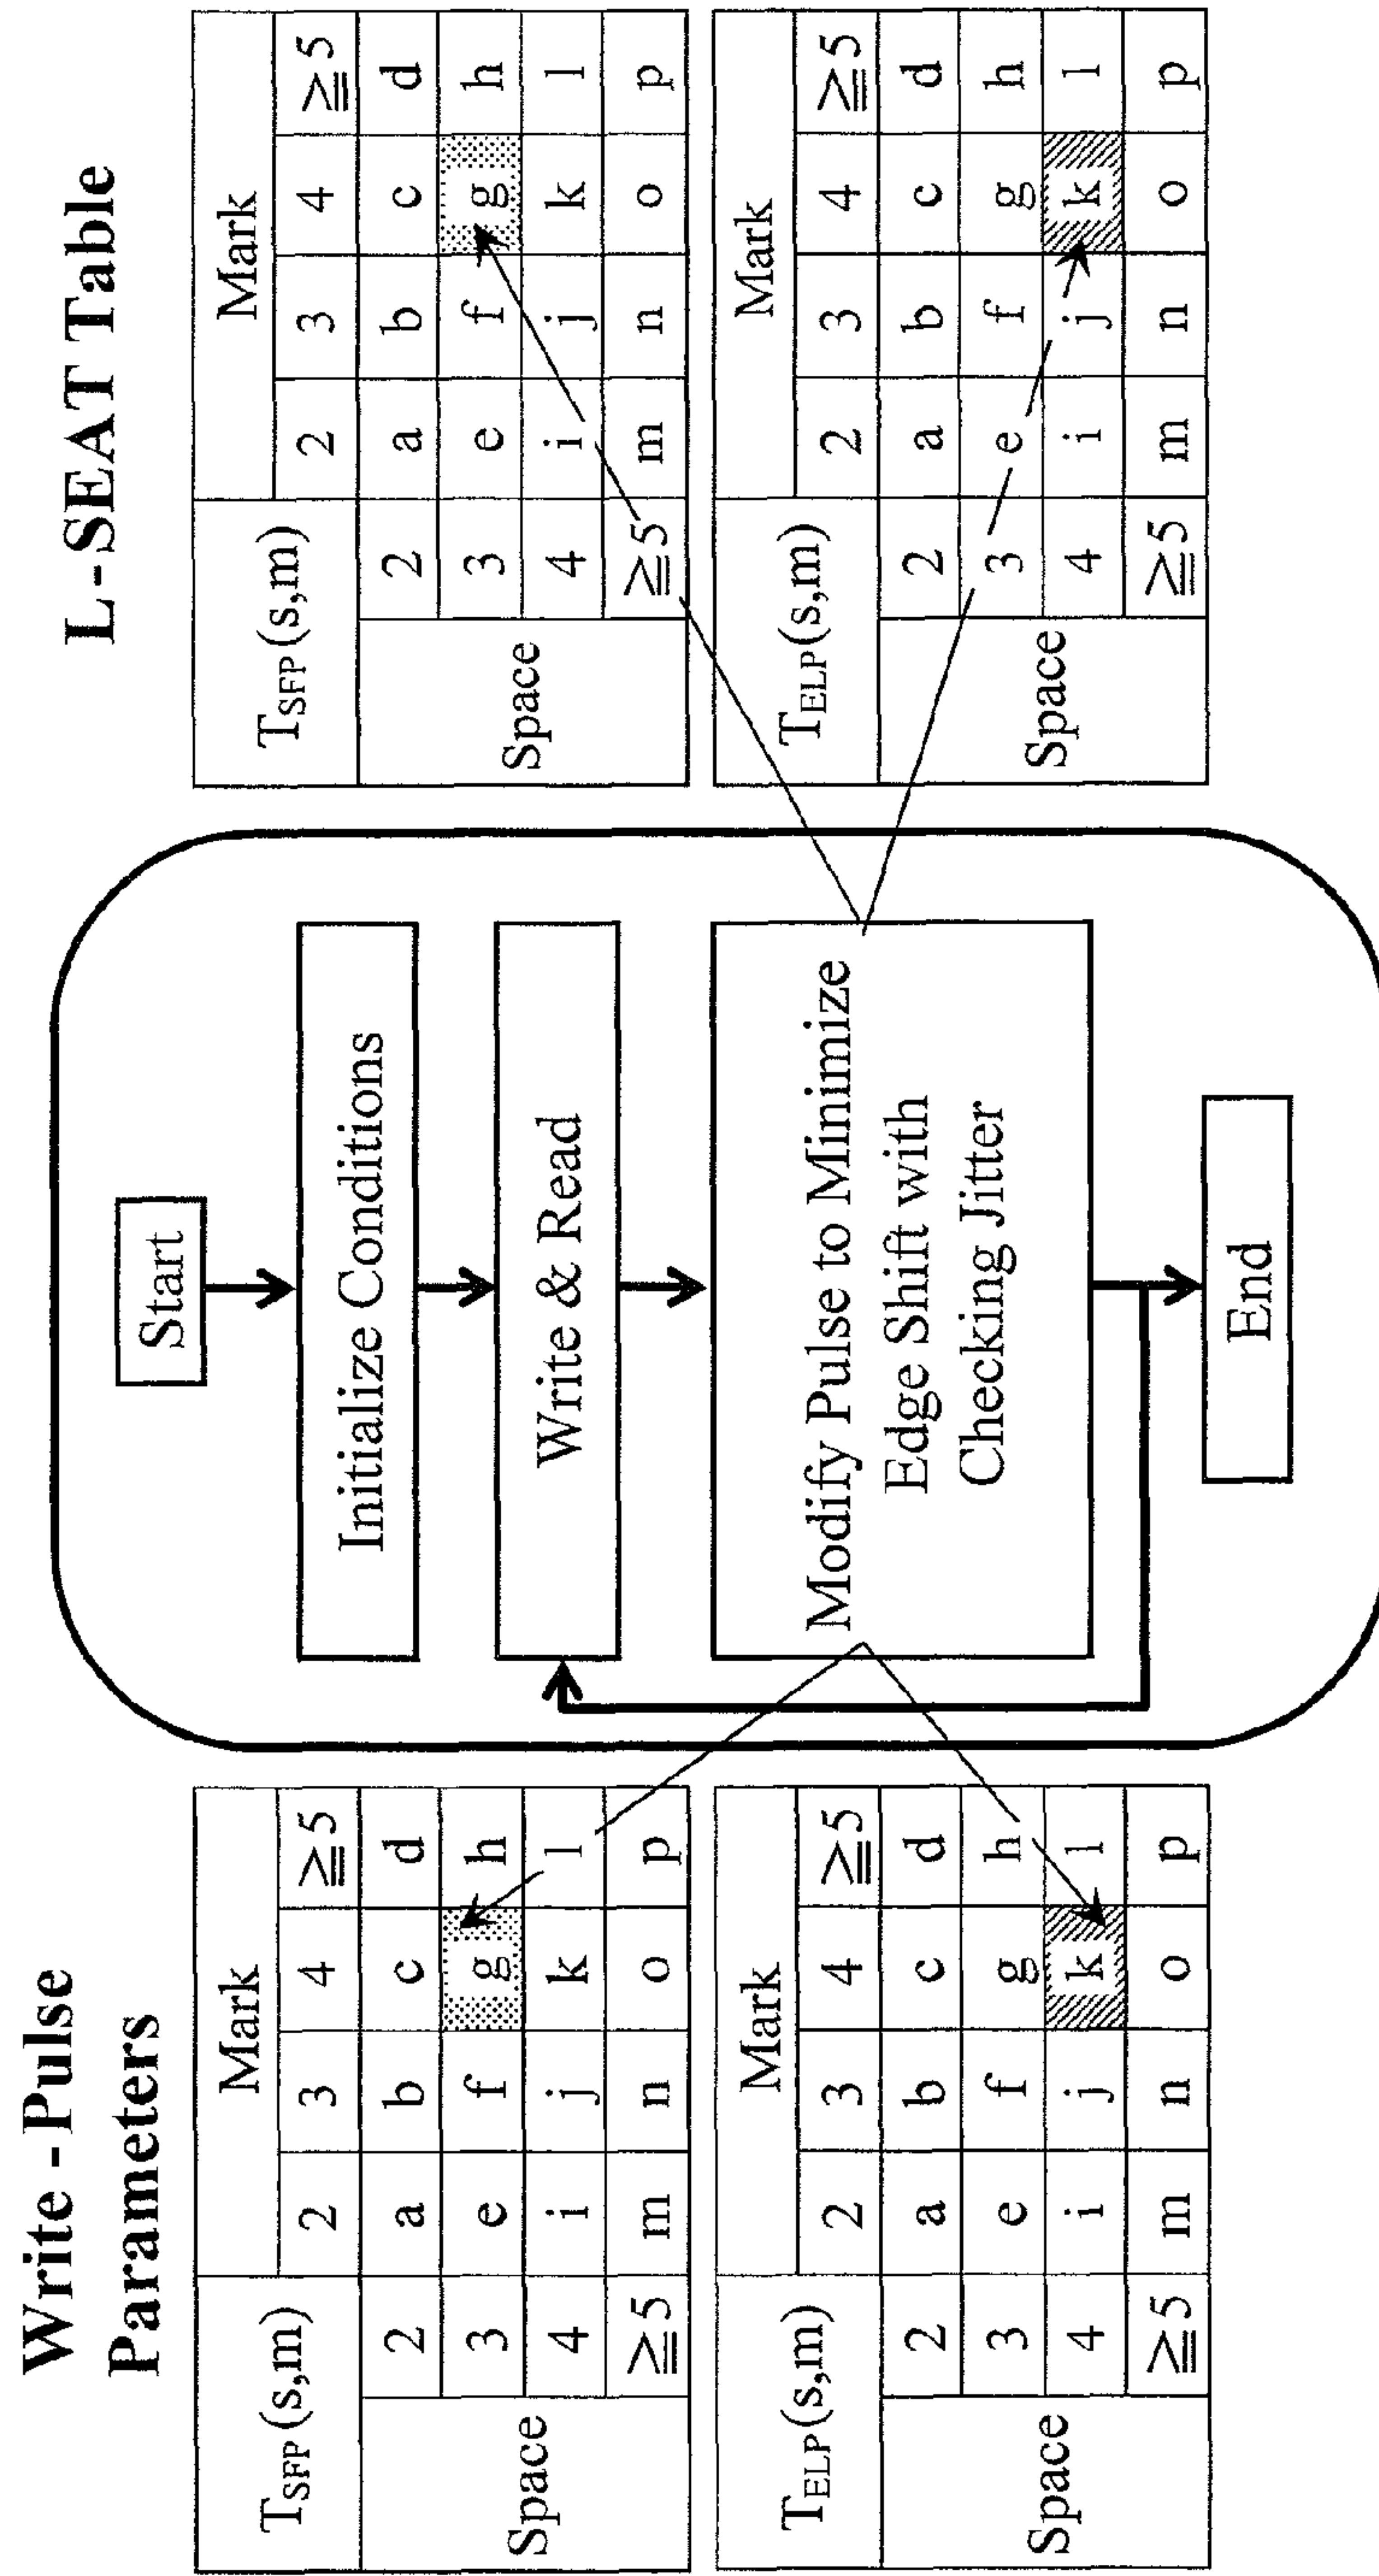 Write-Pulse
Parameters
T_SFP(s,m) Mark
2 3 4 ≧5
Space 2 a b c d
3 e f g h
4 i j k l
≧5 m n o p
T_ELP(s,m) Mark
2 3 4 ≧5
Space 2 a b c d
3 e f g h
4 i j k l
≧5 m n o p
Start
Initialize Conditions
Write & Read
Modify Pulse to Minimize
Edge Shift with
Checking Jitter
End
L-SEAT Table
T_SFP(s,m) Mark
2 3 4 ≧5
Space 2 a b c d
3 e f g h
4 i j k l
≧5 m n o p
T_ELP(s,m) Mark
2 3 4 ≧5
Space 2 a b c d
3 e f g h
4 i j k l
≧5 m n o p